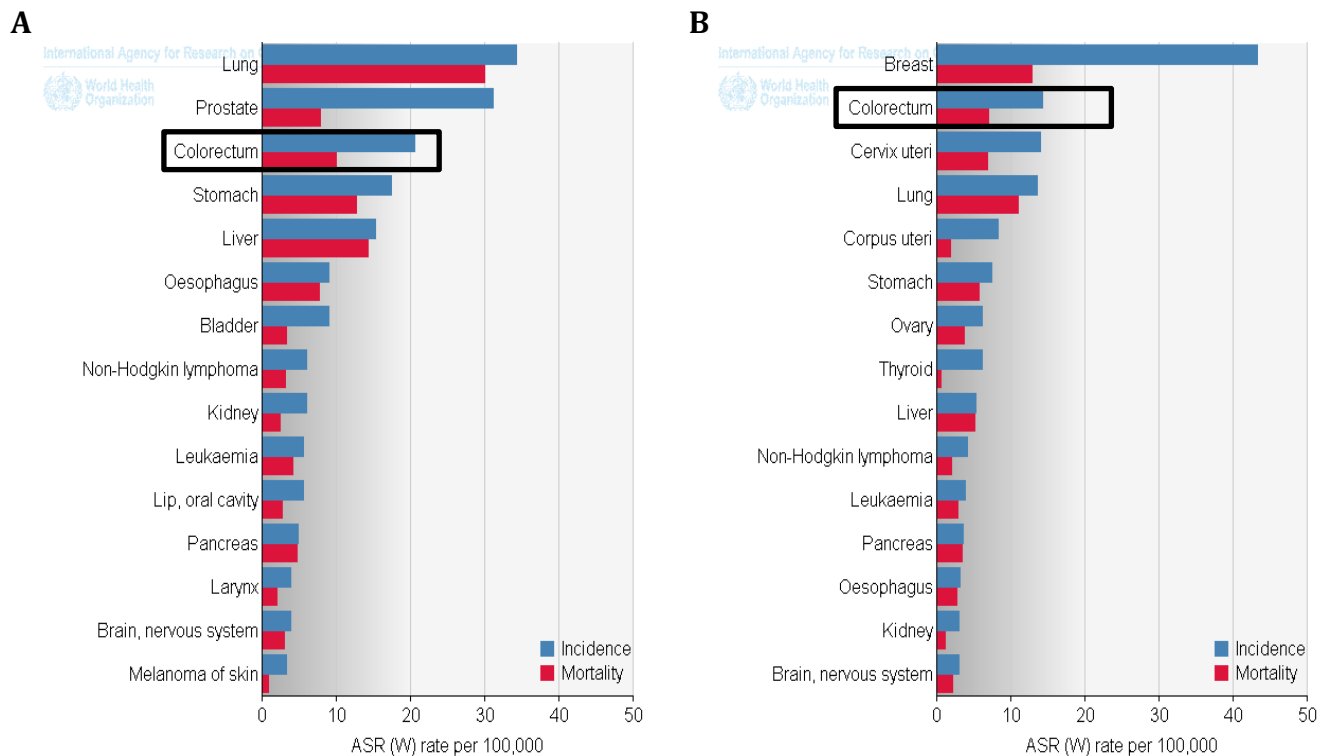 A
International Agency for Research on
World Health
Organization
Lung
Prostate
Colorectum
Stomach
Liver
Oesophagus
Bladder
Non-Hodgkin lymphoma
Kidney
Leukaemia
Lip, oral cavity
Pancreas
Larynx
Brain, nervous system
Melanoma of skin
Incidence
Mortality
0 10 20 30 40 50
ASR (W) rate per 100,000
B
International Agency for Research on
World Health
Organization
Breast
Colorectum
Cervix uteri
Lung
Corpus uteri
Stomach
Ovary
Thyroid
Liver
Non-Hodgkin lymphoma
Leukaemia
Pancreas
Oesophagus
Kidney
Brain, nervous system
Incidence
Mortality
0 10 20 30 40 50
ASR (W) rate per 100,000